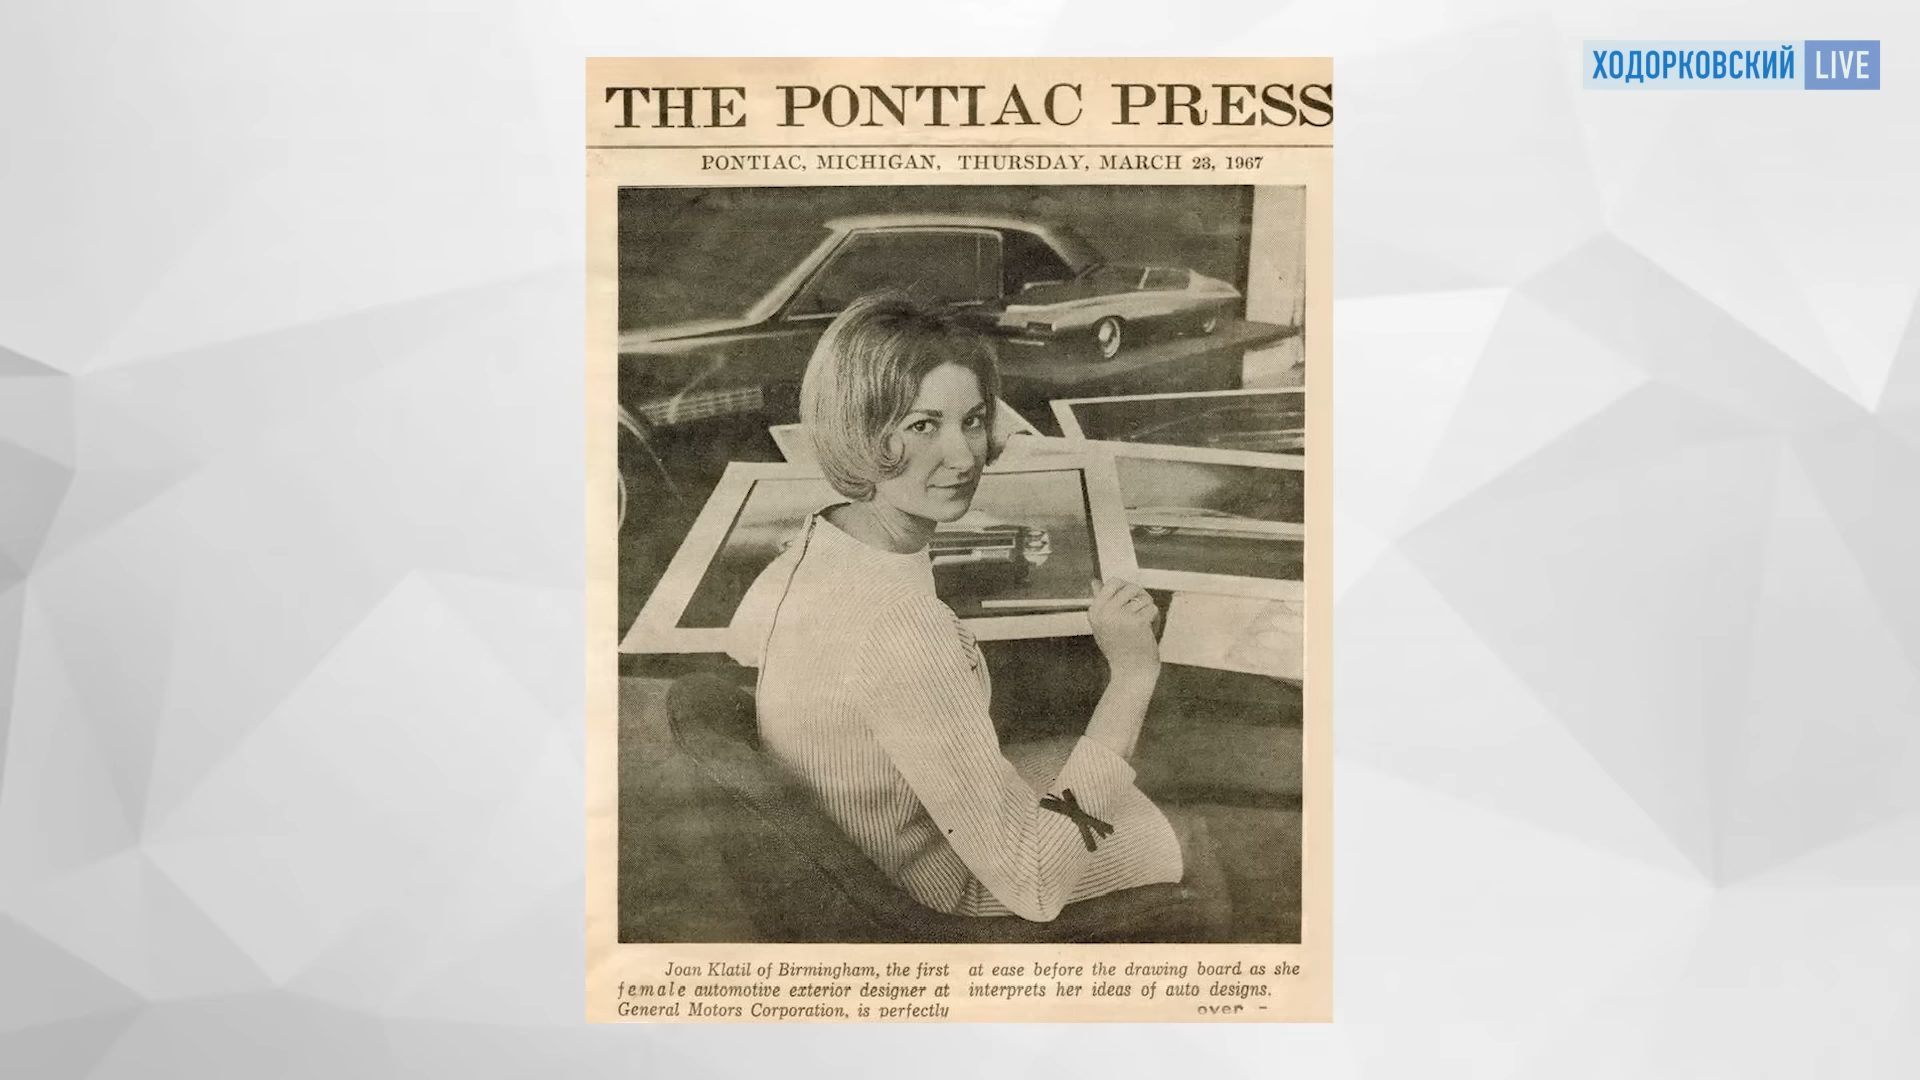 ХОДОРКОВСКИЙ LIVE
THE PONTIAC PRESS
PONTIAC, MICHIGAN, THURSDAY, MARCH 23, 1967
Joan Klatil of Birmingham, the first
female automotive exterior designer at
General Motors Corporation, is perfectly
at ease before the drawing board as she
interprets her ideas of auto designs.
over -